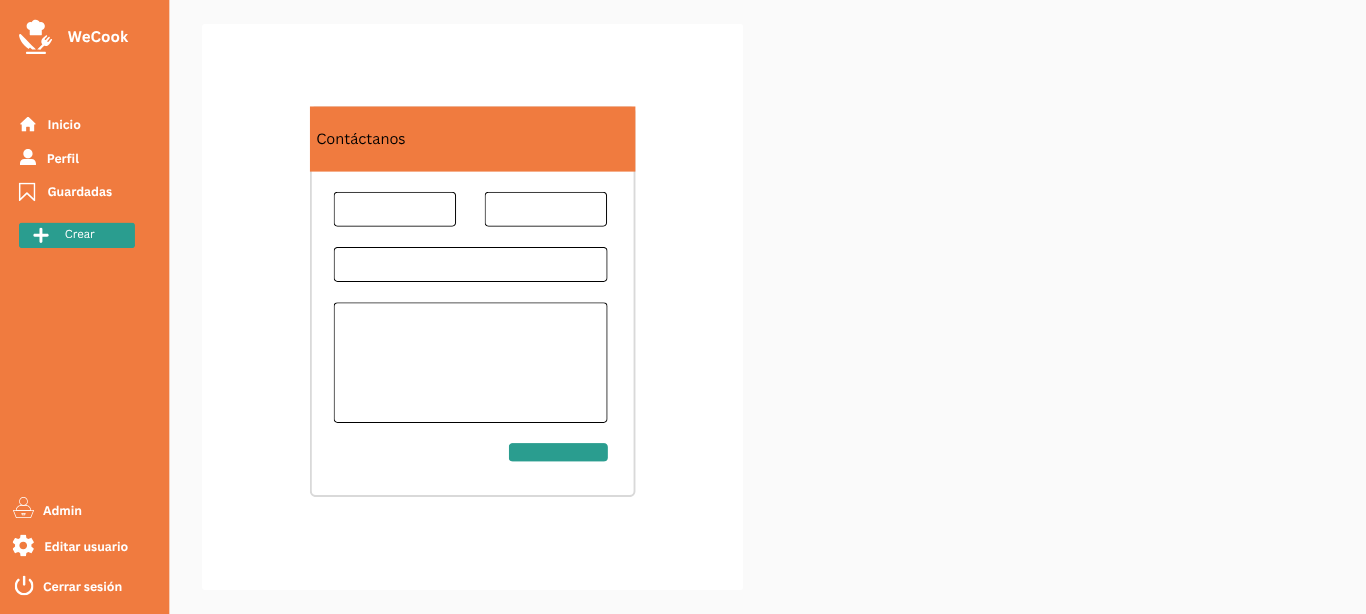 WeCook
Inicio
Perfil
Guardadas
Crear
Admin
Editar usuario
Cerrar sesión
Contáctanos